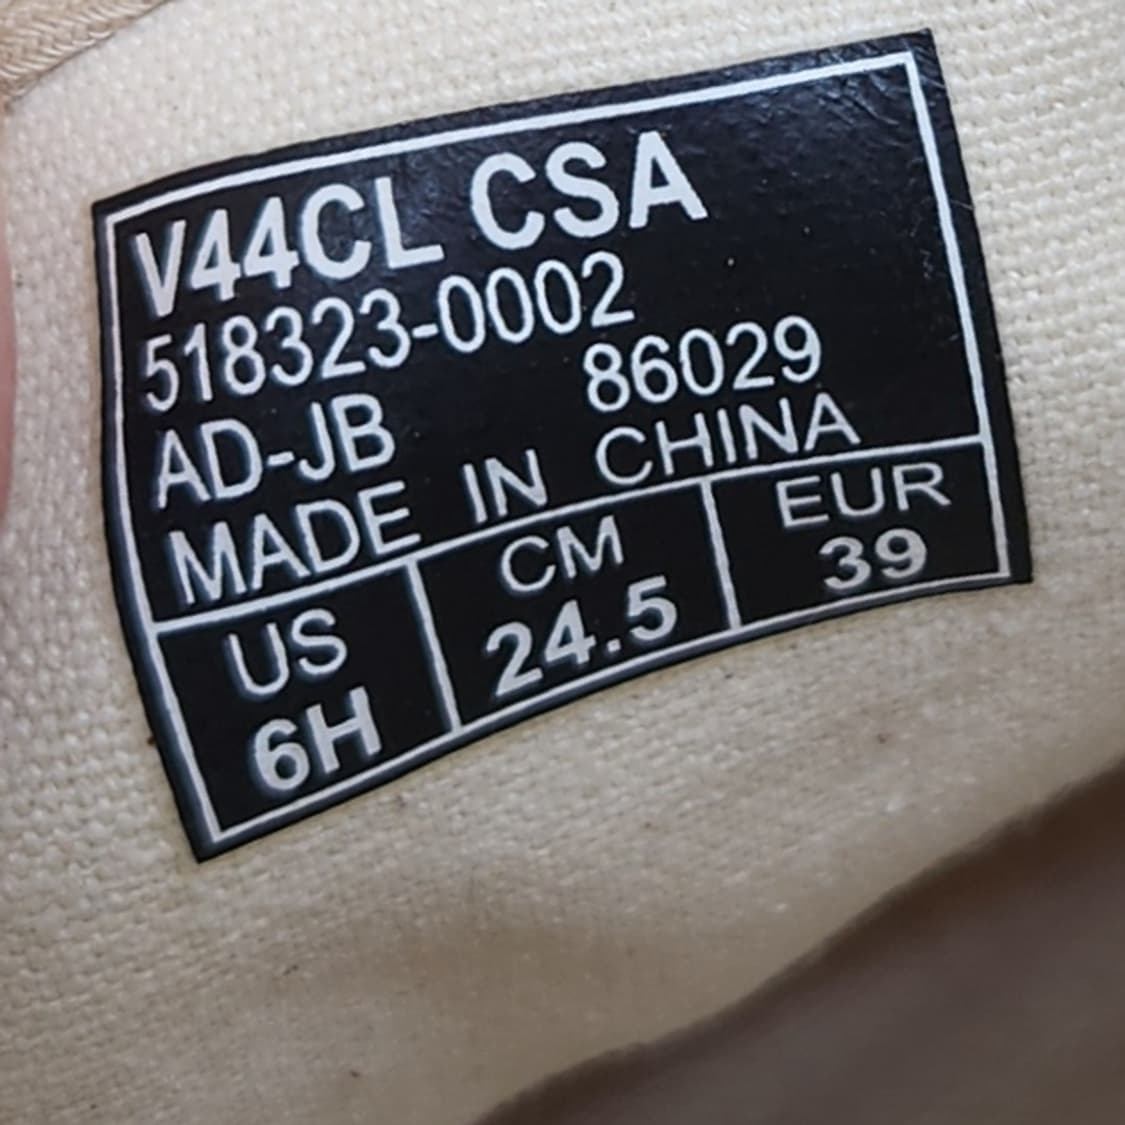 V44CL CSA
518323-0002
AD-JB 86029
MADE IN CHINA
US CM EUR
6H 24.5 39